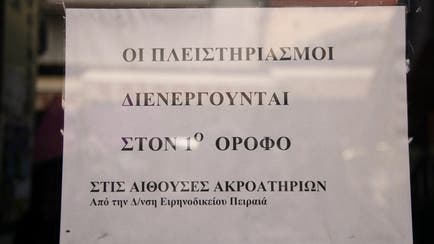 ΟΙ ΠΛΕΙΣΤΗΡΙΑΣΜΟΙ
ΔΙΕΝΕΡΓΟΥΝΤΑΙ
ΣΤΟΝ 1Ο ΟΡΟΦΟ
ΣΤΙΣ ΑΙΘΟΥΣΕΣ ΑΚΡΟΑΤΗΡΙΩΝ
Από την Δ/νση Ειρηνοδικείου Πειραιά